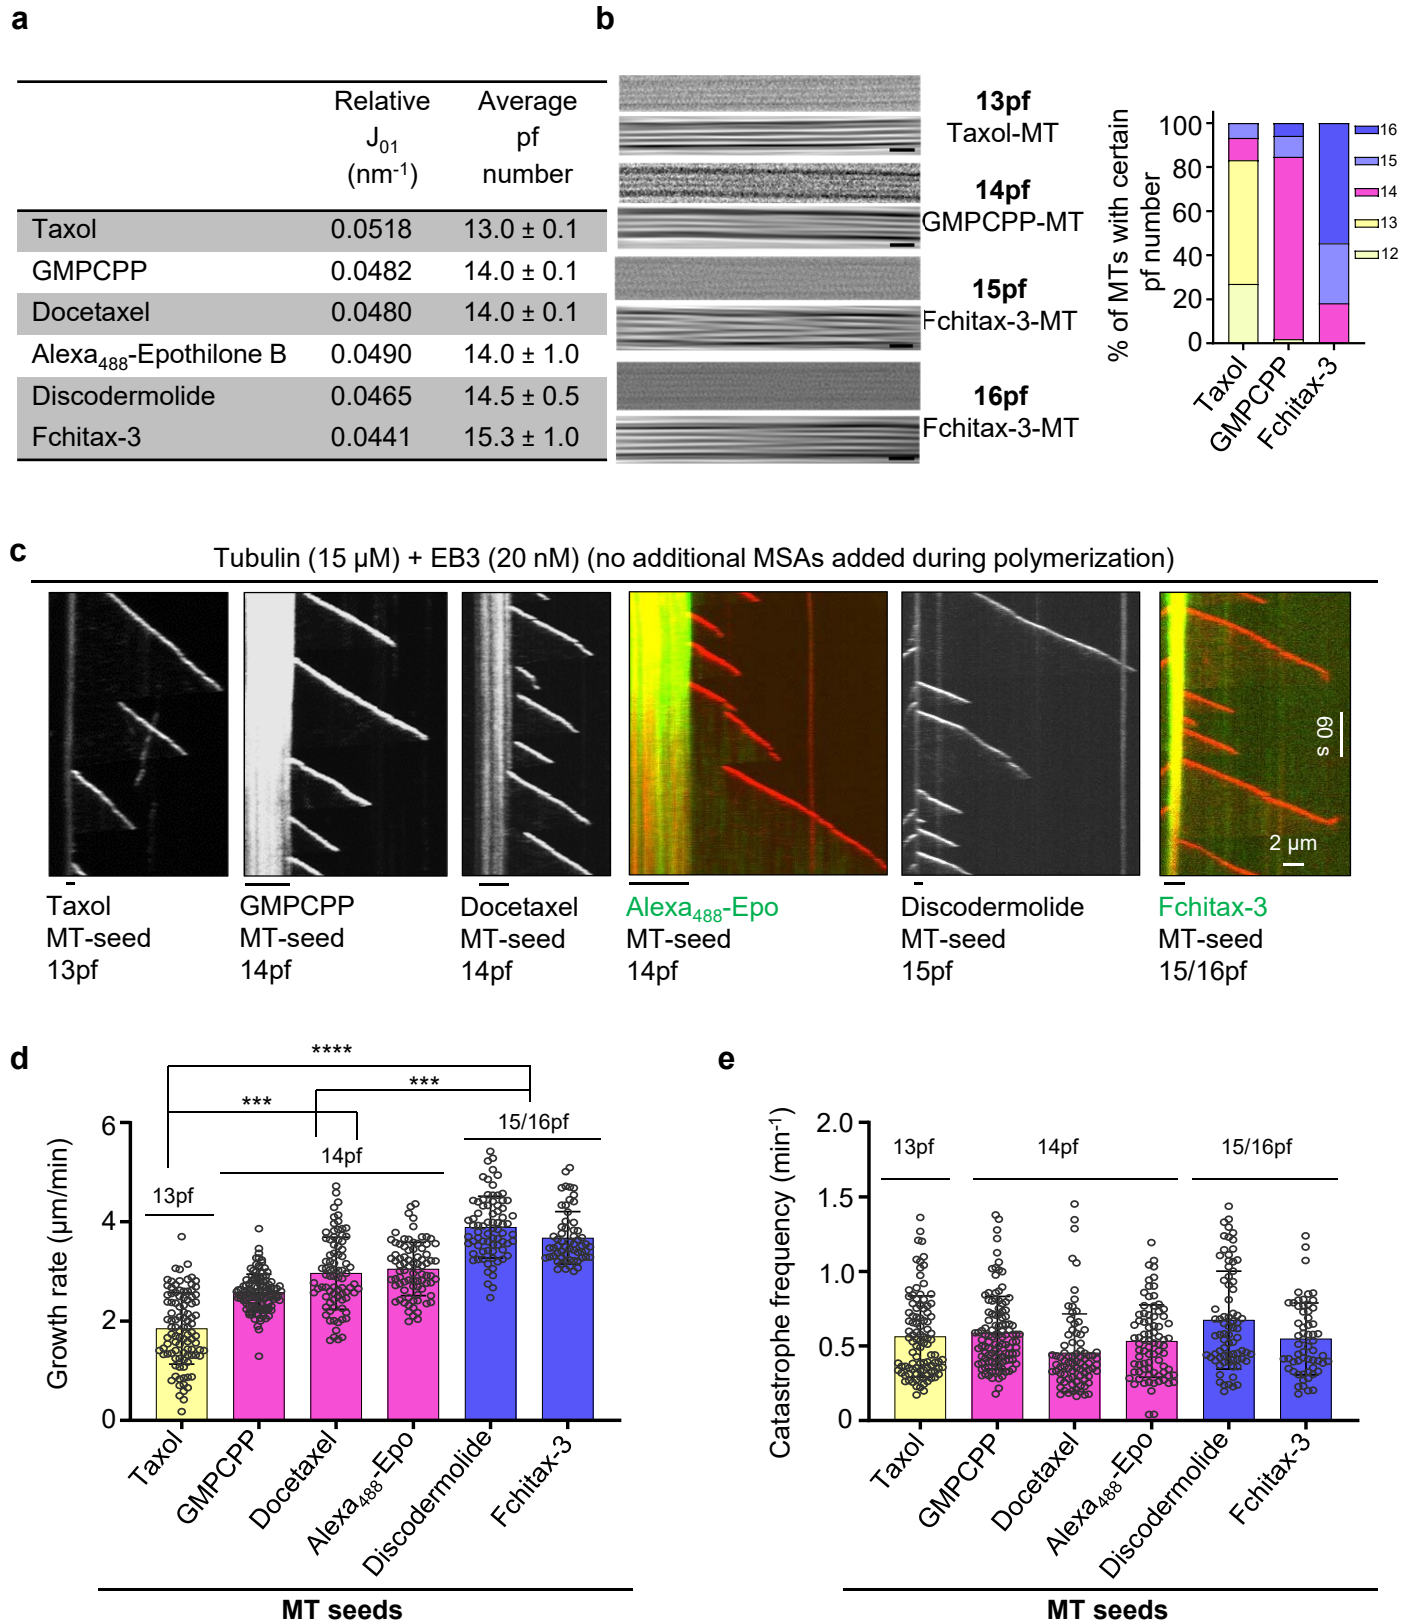 a
Relative J₀₁ (nm⁻¹) Average pf number
Taxol 0.0518 13.0 ± 0.1
GMPCPP 0.0482 14.0 ± 0.1
Docetaxel 0.0480 14.0 ± 0.1
Alexa₄₈₈-Epothilone B 0.0490 14.0 ± 1.0
Discodermolide 0.0465 14.5 ± 0.5
Fchitax-3 0.0441 15.3 ± 1.0
b
13pf
Taxol-MT
14pf
GMPCPP-MT
15pf
Fchitax-3-MT
16pf
Fchitax-3-MT
% of MTs with certain
pf number
100
80
60
40
20
0
Taxol
GMPCPP
Fchitax-3
16
15
14
13
12
c
Tubulin (15 µM) + EB3 (20 nM) (no additional MSAs added during polymerization)
60 s
2 µm
Taxol
MT-seed
13pf
GMPCPP
MT-seed
14pf
Docetaxel
MT-seed
14pf
Alexa₄₈₈-Epo
MT-seed
14pf
Discodermolide
MT-seed
15pf
Fchitax-3
MT-seed
15/16pf
d
****
***
***
15/16pf
14pf
13pf
Growth rate (µm/min)
6
4
2
0
Taxol
GMPCPP
Docetaxel
Alexa₄₈₈-Epo
Discodermolide
Fchitax-3
MT seeds
e
13pf
14pf
15/16pf
Catastrophe frequency (min⁻¹)
2.0
1.5
1.0
0.5
0
Taxol
GMPCPP
Docetaxel
Alexa₄₈₈-Epo
Discodermolide
Fchitax-3
MT seeds